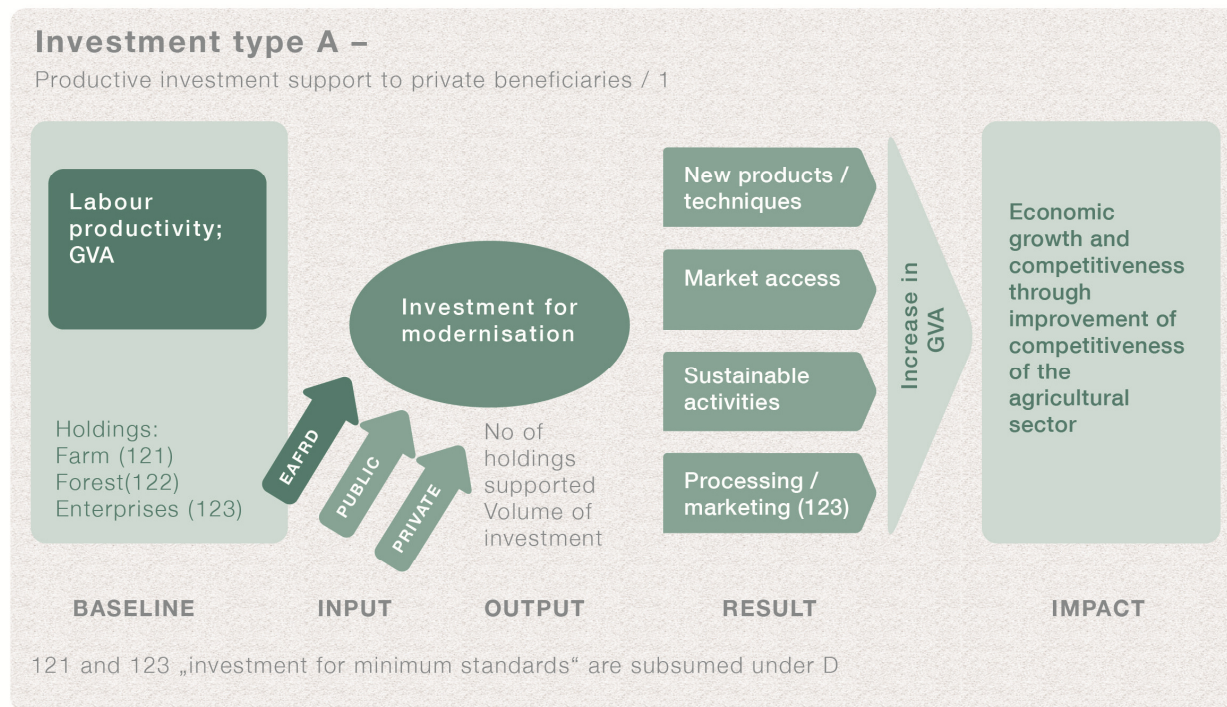 Investment type A –
Productive investment support to private beneficiaries / 1
Labour
productivity;
GVA
Holdings:
Farm (121)
Forest(122)
Enterprises (123)
EAFRD
PUBLIC
PRIVATE
Investment for
modernisation
No of
holdings
supported
Volume of
investment
New products /
techniques
Market access
Sustainable
activities
Processing /
marketing (123)
Increase in
GVA
Economic
growth and
competitiveness
through
improvement of
competitiveness
of the
agricultural
sector
BASELINE
INPUT
OUTPUT
RESULT
IMPACT
121 and 123 „investment for minimum standards“ are subsumed under D